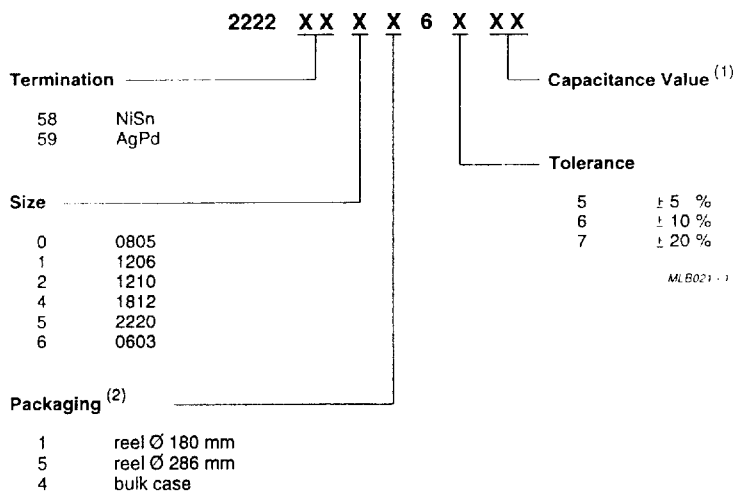 2222 X X X X 6 X X X
Termination
58 NiSn
59 AgPd
Size
0 0805
1 1206
2 1210
4 1812
5 2220
6 0603
Packaging (2)
1 reel Ø 180 mm
5 reel Ø 286 mm
4 bulk case
Capacitance Value (1)
Tolerance
5 ± 5 %
6 ± 10 %
7 ± 20 %
MLB021 - 1